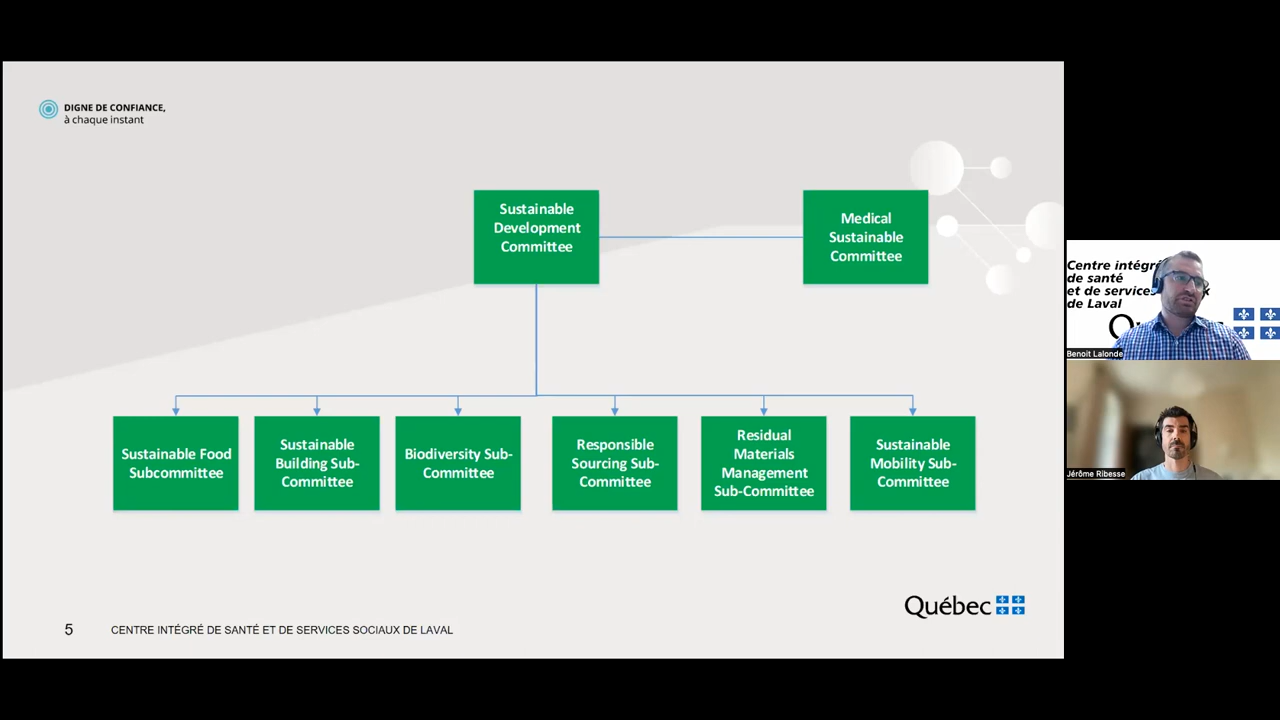 DIGNE DE CONFIANCE,
à chaque instant
Sustainable
Development
Committee
Medical
Sustainable
Committee
Sustainable Food
Subcommittee
Sustainable
Building Sub-
Committee
Biodiversity Sub-
Committee
Responsible
Sourcing Sub-
Committee
Residual
Materials
Management
Sub-Committee
Sustainable
Mobility Sub-
Committee
Québec
5
CENTRE INTÉGRÉ DE SANTÉ ET DE SERVICES SOCIAUX DE LAVAL
Centre intégré
de santé
et de services
de Laval
Benoit Lalonde
Jérôme Ribesse